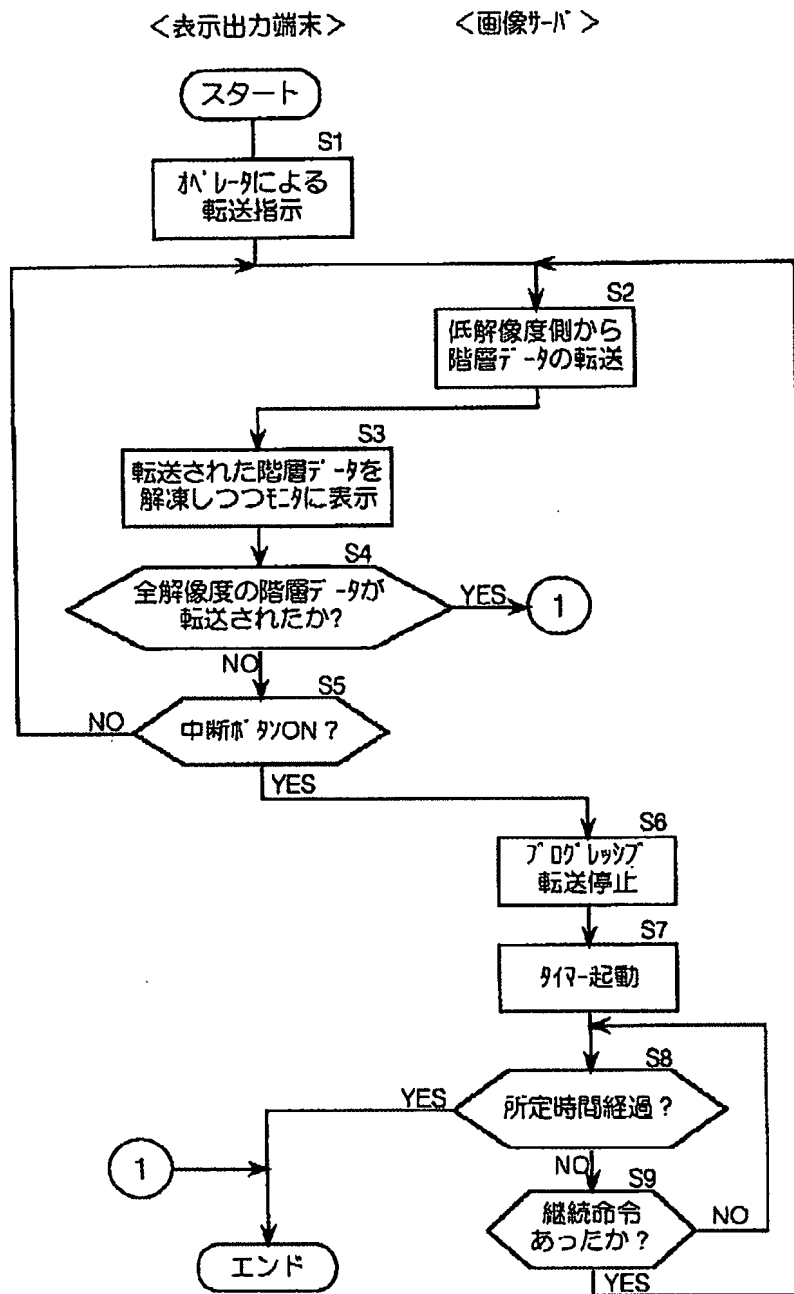 ＜表示出力端末＞
＜画像ｻｰﾊﾞ＞
スタート
S1
ｵﾍﾟﾚｰﾀによる
転送指示
S2
低解像度側から
階層ﾃﾞｰﾀの転送
S3
転送された階層ﾃﾞｰﾀを
解凍しつつﾓﾆﾀに表示
S4
全解像度の階層ﾃﾞｰﾀが
転送されたか?
YES
1
NO
S5
中断ﾎﾞﾀﾝON？
NO
YES
S6
ﾌﾟﾛｸﾞﾚｯｼﾌﾞ
転送停止
S7
ﾀｲﾏｰ起動
S8
所定時間経過？
YES
NO
1
S9
継続命令
あったか？
NO
YES
エンド